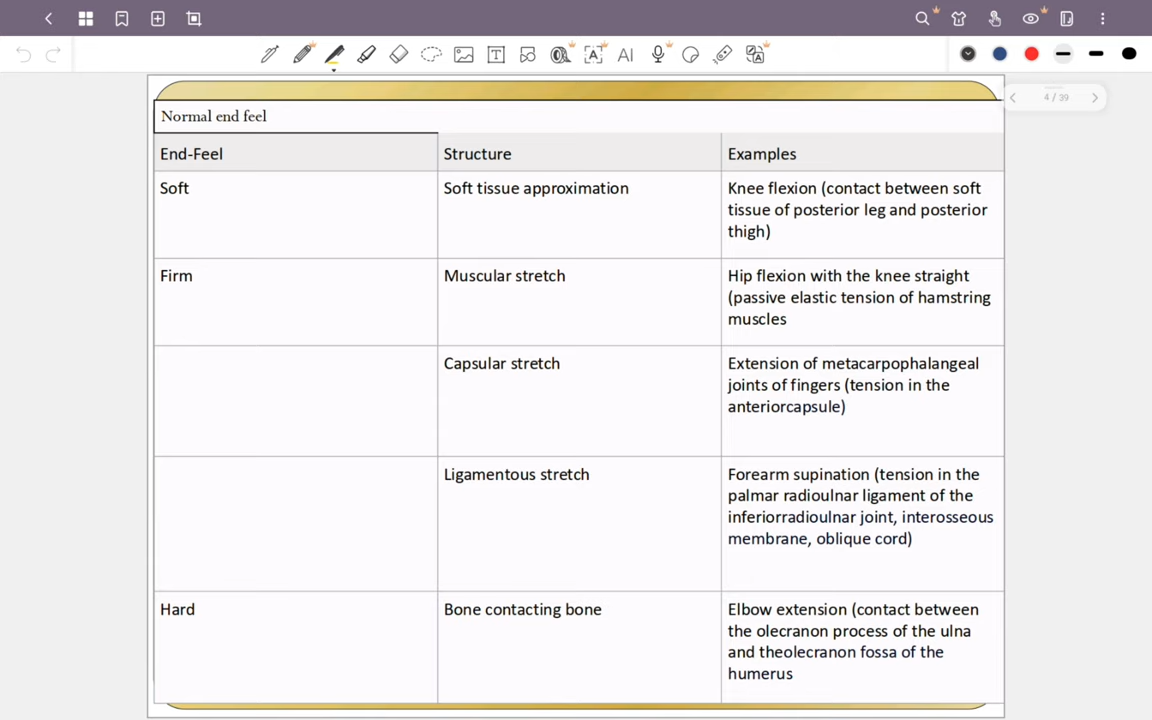 4 / 39
Normal end feel
End-Feel
Structure
Examples
Soft
Soft tissue approximation
Knee flexion (contact between soft
tissue of posterior leg and posterior
thigh)
Firm
Muscular stretch
Hip flexion with the knee straight
(passive elastic tension of hamstring
muscles
Capsular stretch
Extension of metacarpophalangeal
joints of fingers (tension in the
anteriorcapsule)
Ligamentous stretch
Forearm supination (tension in the
palmar radioulnar ligament of the
inferiorradioulnar joint, interosseous
membrane, oblique cord)
Hard
Bone contacting bone
Elbow extension (contact between
the olecranon process of the ulna
and theolecranon fossa of the
humerus